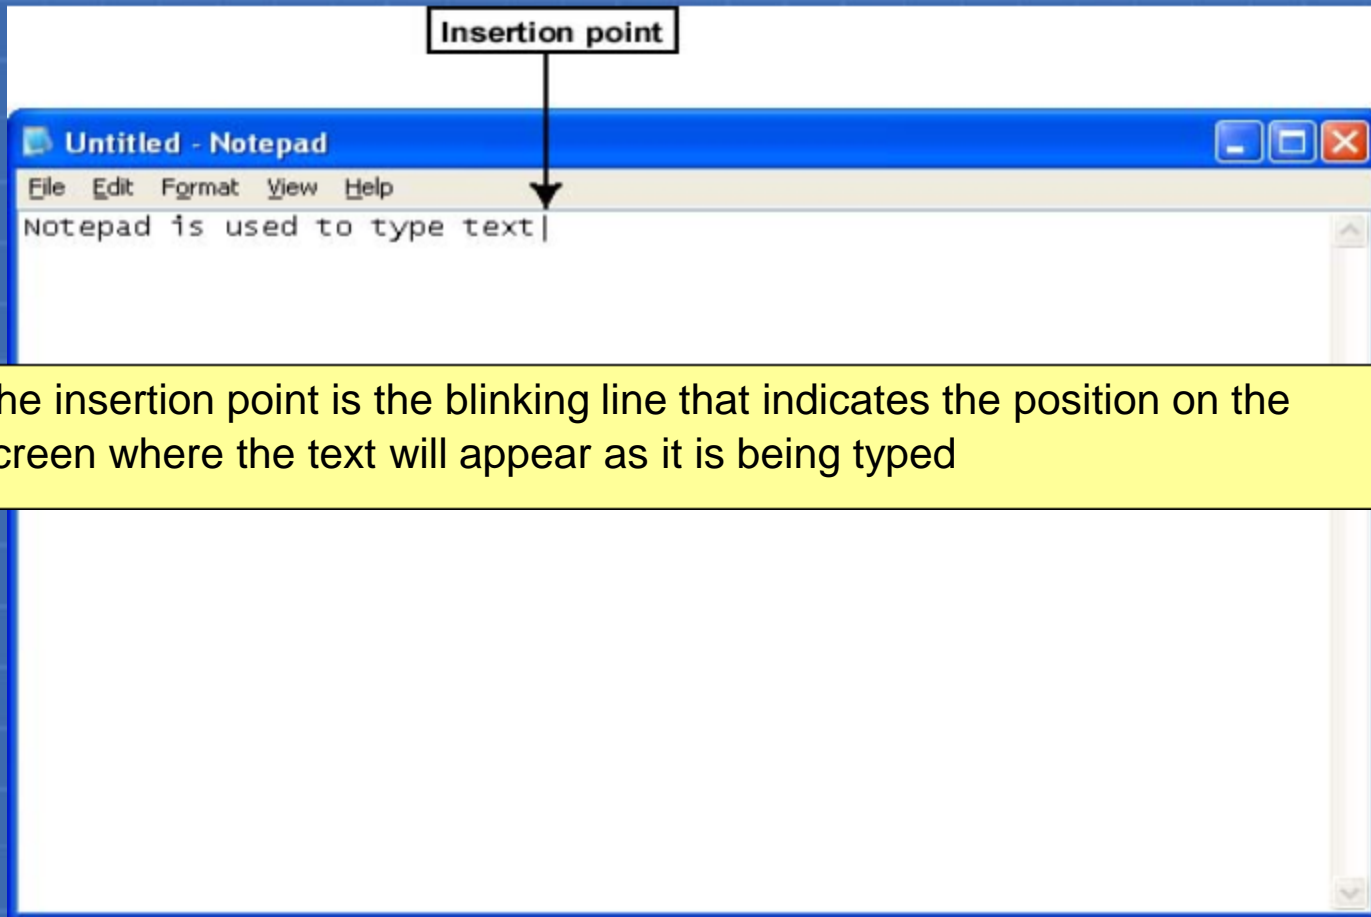 Insertion point
Untitled - Notepad
File Edit Format View Help
Notepad is used to type text
he insertion point is the blinking line that indicates the position on the
creen where the text will appear as it is being typed